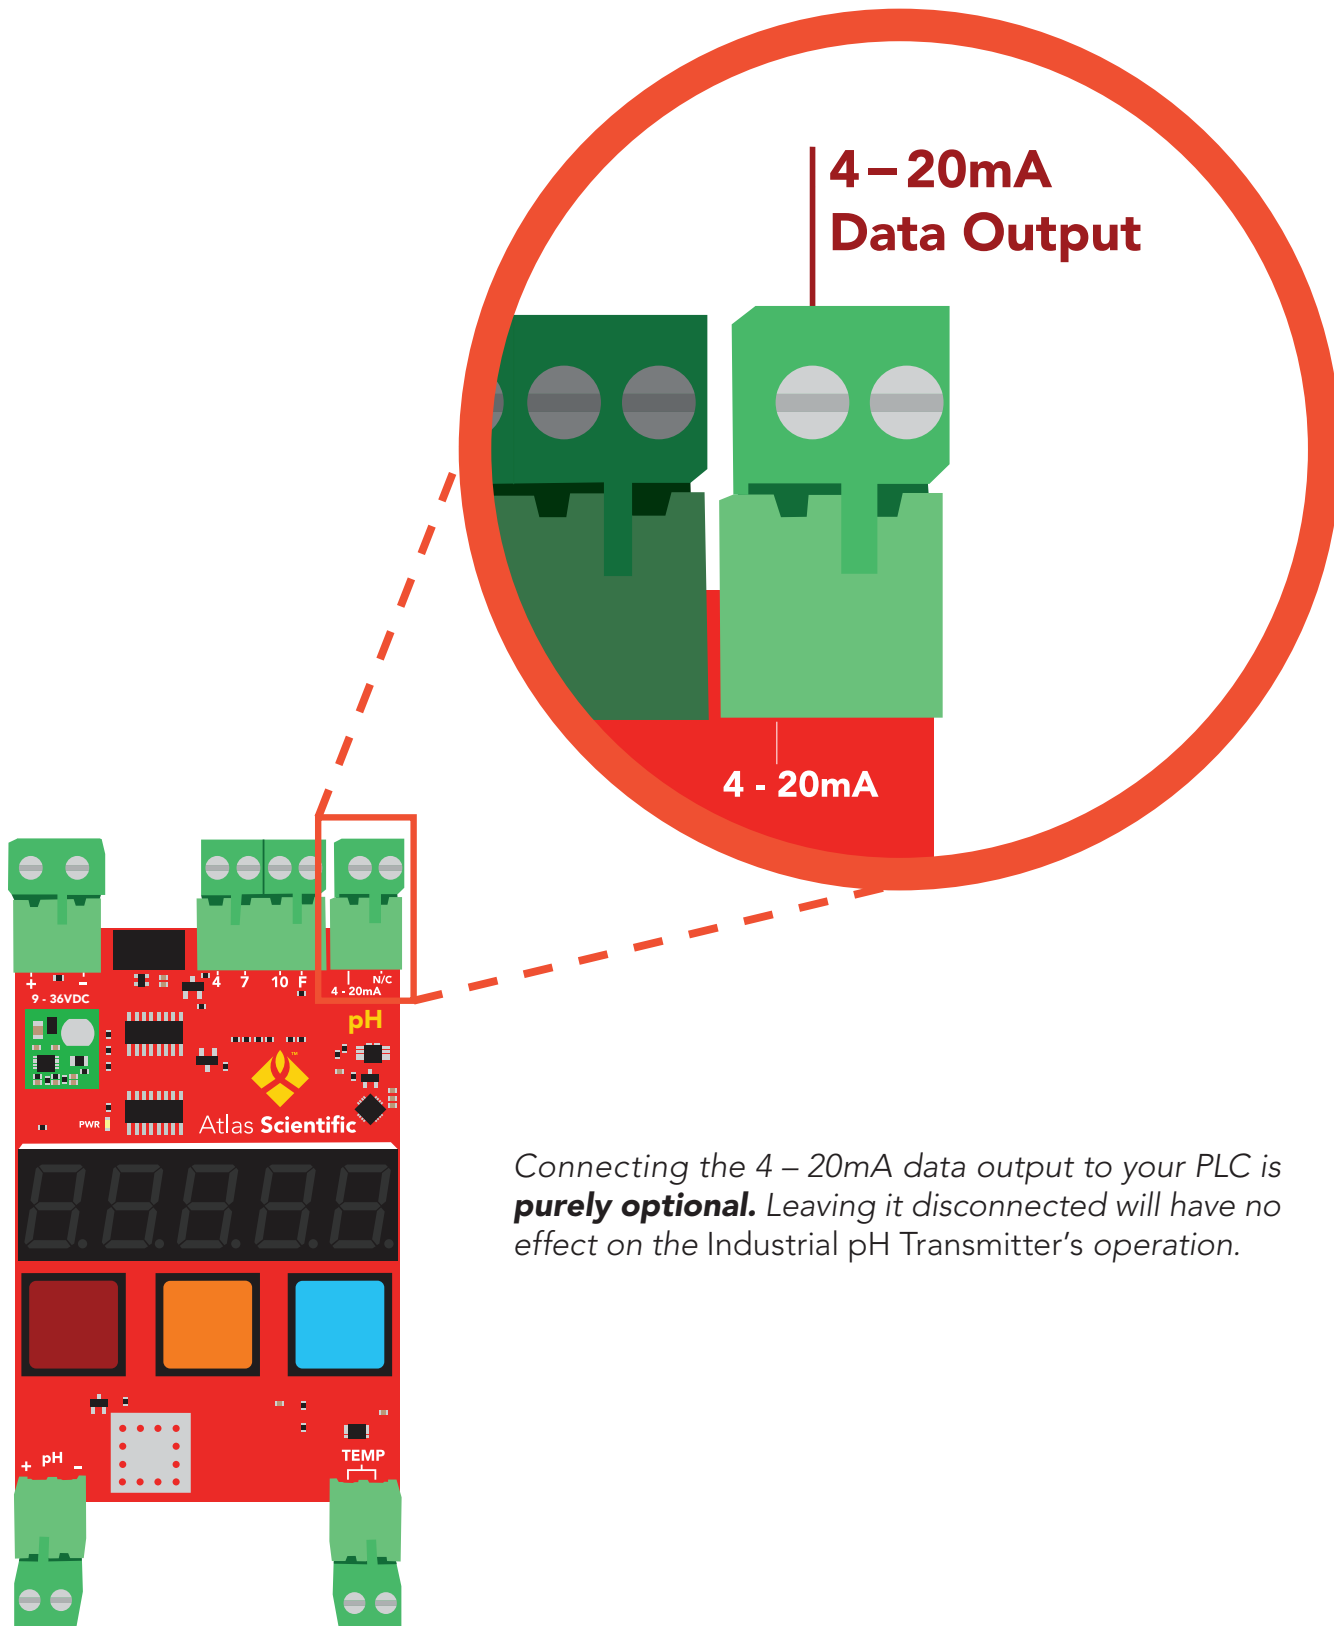 4 – 20mA
Data Output
4 - 20mA
+ -
9 - 36VDC
4 7 10 F
4 - 20mA
N/C
pH
™
PWR
Atlas Scientific
Connecting the 4 – 20mA data output to your PLC is
purely optional. Leaving it disconnected will have no
effect on the Industrial pH Transmitter’s operation.
+ pH -
TEMP